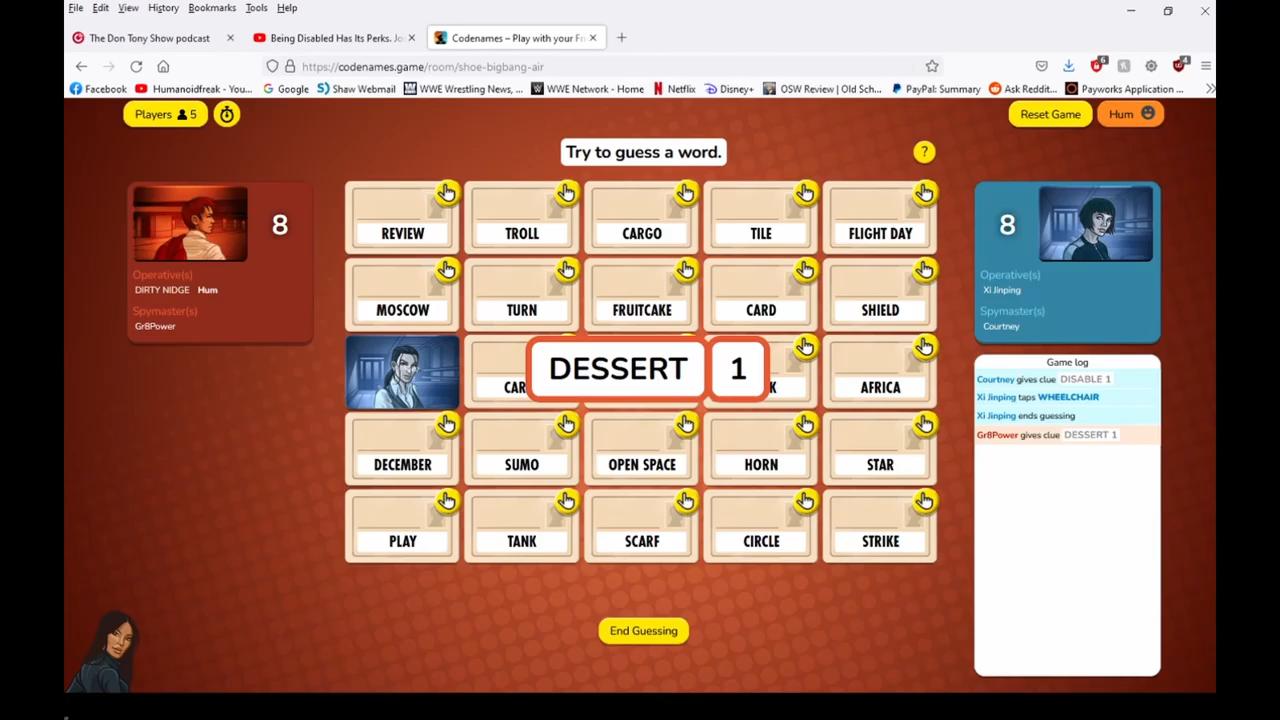 File Edit View History Bookmarks Tools Help
The Don Tony Show podcast
Being Disabled Has Its Perks. Jo
Codenames – Play with your Fr
https://codenames.game/room/shoe-bigbang-air
6
4
Facebook Humanoidfreak - You... Google Shaw Webmail WWE Wrestling News, ... WWE Network - Home Netflix Disney+ OSW Review | Old Sch... PayPal: Summary Ask Reddit... Payworks Application ...
Players 5
Reset Game
Hum
Try to guess a word.
?
8
Operative(s)
DIRTY NIDGE Hum
Spymaster(s)
Gr8Power
REVIEW TROLL CARGO TILE FLIGHT DAY
MOSCOW TURN FRUITCAKE CARD SHIELD
CAR K AFRICA
DESSERT 1
DECEMBER SUMO OPEN SPACE HORN STAR
PLAY TANK SCARF CIRCLE STRIKE
End Guessing
8
Operative(s)
Xi Jinping
Spymaster(s)
Courtney
Game log
Courtney gives clue DISABLE 1
Xi Jinping taps WHEELCHAIR
Xi Jinping ends guessing
Gr8Power gives clue DESSERT 1